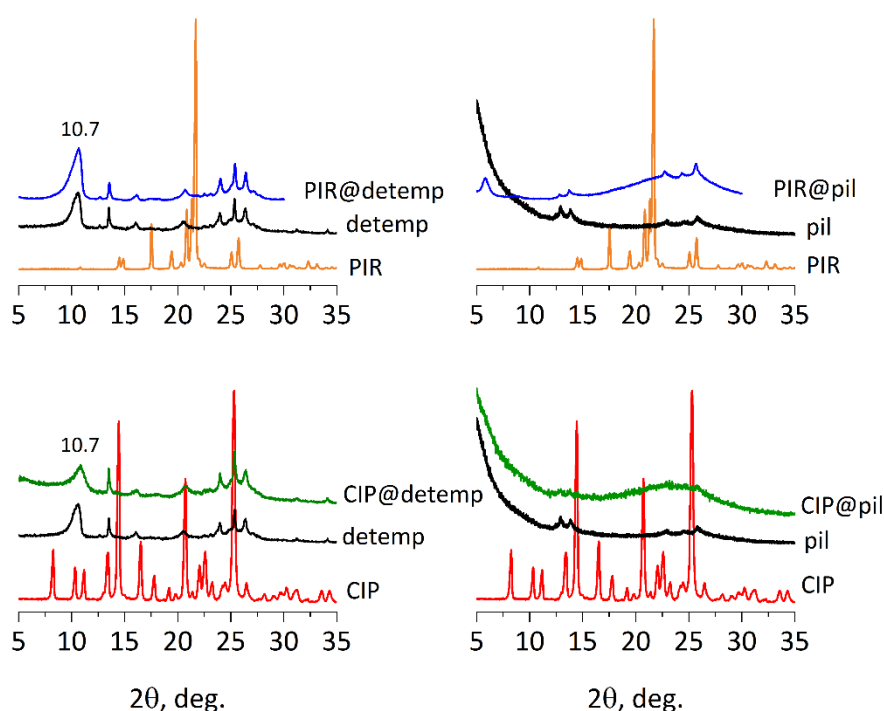 10.7
PIR@detemp
detemp
PIR
5 10 15 20 25 30 35
PIR@pil
pil
PIR
5 10 15 20 25 30 35
10.7
CIP@detemp
detemp
CIP
5 10 15 20 25 30 35
2θ, deg.
CIP@pil
pil
CIP
5 10 15 20 25 30 35
2θ, deg.